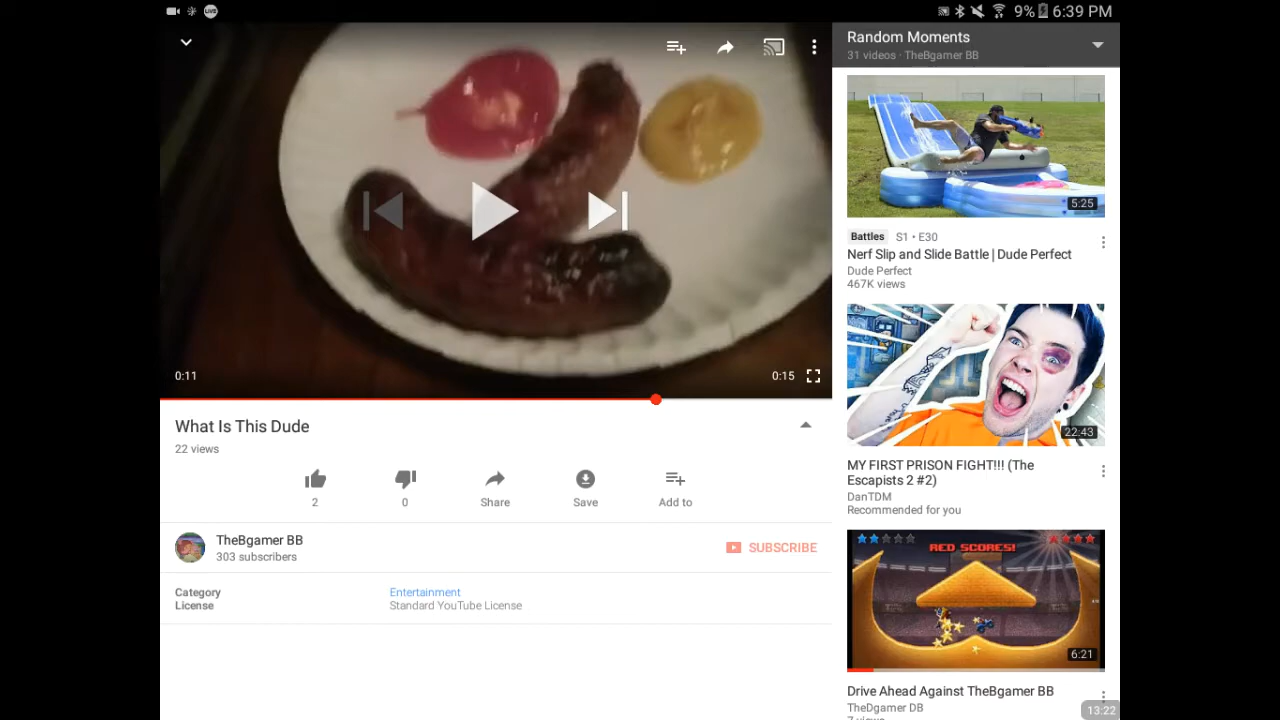 LIVE
9% 6:39 PM
Random Moments
31 videos · TheBgamer BB
5:25
Battles S1 • E30
Nerf Slip and Slide Battle | Dude Perfect
Dude Perfect
467K views
0:11
0:15
22:43
What Is This Dude
22 views
MY FIRST PRISON FIGHT!!! (The
Escapists 2 #2)
DanTDM
Recommended for you
2
0
Share
Save
Add to
TheBgamer BB
303 subscribers
SUBSCRIBE
RED SCORES!
6:21
Category Entertainment
License Standard YouTube License
Drive Ahead Against TheBgamer BB
TheDgamer DB
7 views
13:22